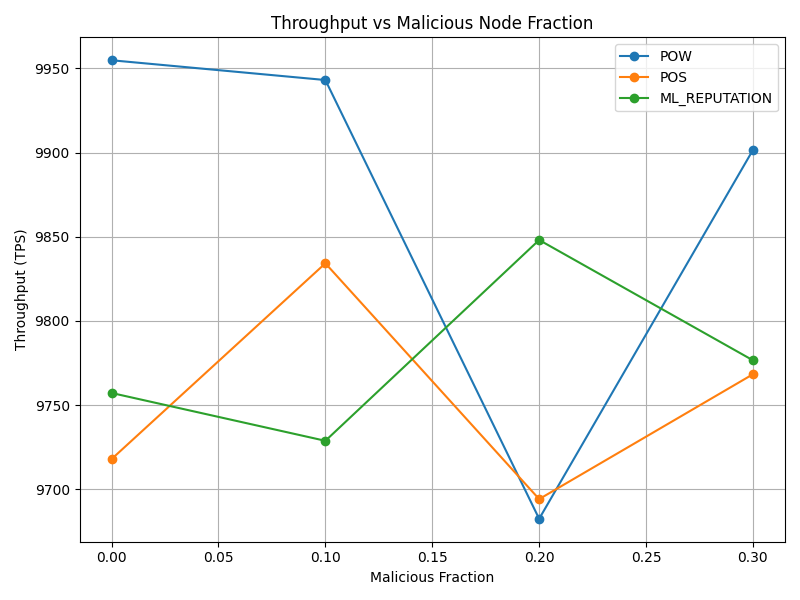 Throughput vs Malicious Node Fraction
POW
POS
ML_REPUTATION
Throughput (TPS)
9950
9900
9850
9800
9750
9700
0.00 0.05 0.10 0.15 0.20 0.25 0.30
Malicious Fraction